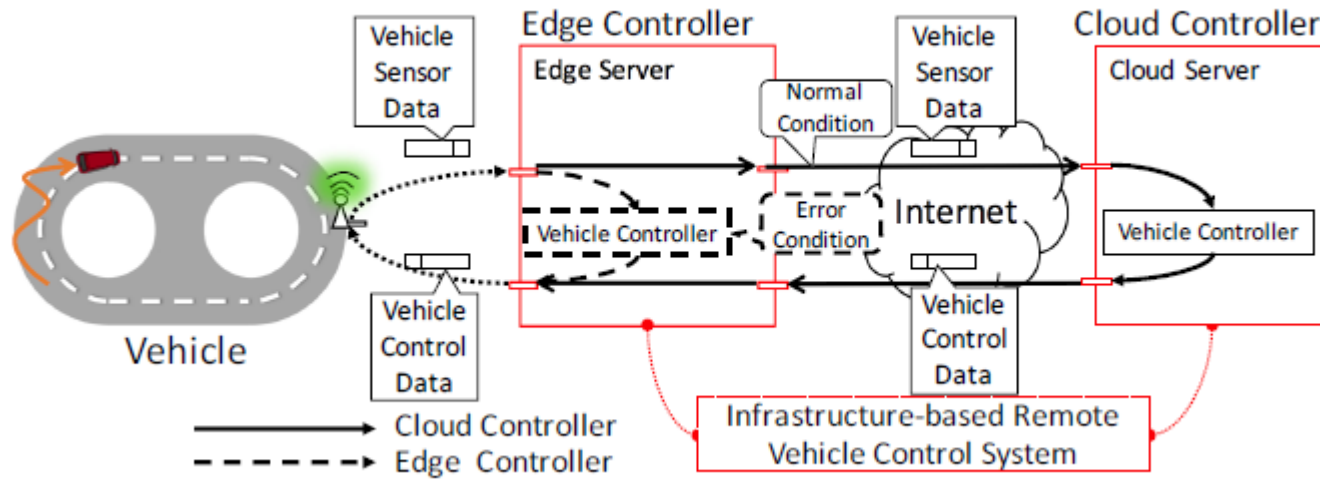 Edge Controller
Cloud Controller
Vehicle
Sensor
Data
Edge Server
Normal
Condition
Vehicle
Sensor
Data
Cloud Server
Vehicle Controller
Error
Condition
Internet
Vehicle Controller
Vehicle
Vehicle
Control
Data
Vehicle
Control
Data
Cloud Controller
Edge Controller
Infrastructure-based Remote
Vehicle Control System